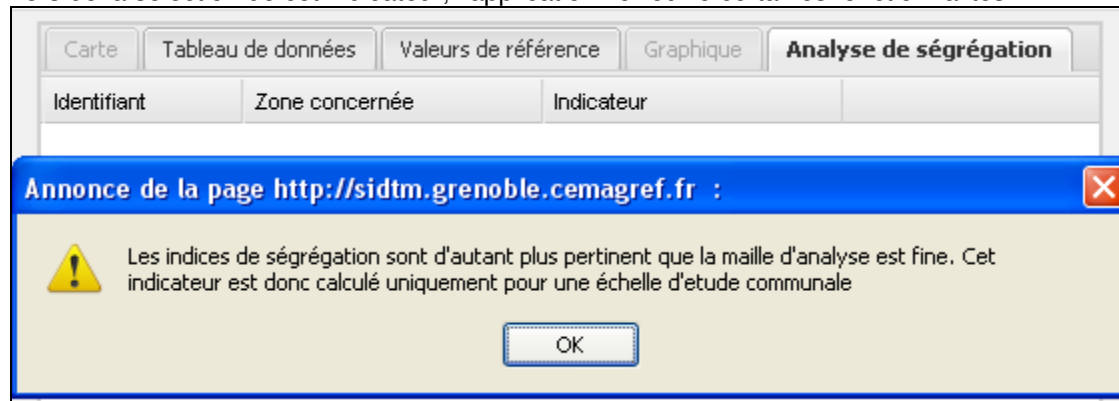 Carte Tableau de données Valeurs de référence Graphique Analyse de ségrégation
Identifiant Zone concernée Indicateur
Annonce de la page http://sidtm.grenoble.cemagref.fr :
Les indices de ségrégation sont d'autant plus pertinent que la maille d'analyse est fine. Cet
indicateur est donc calculé uniquement pour une échelle d'etude communale
OK